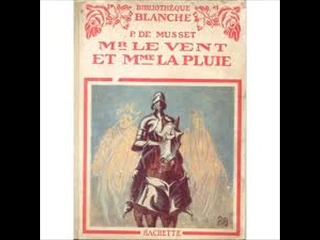 BIBLIOTHÈQUE
BLANCHE
P. DE MUSSET
MR LE VENT
ET MME LA PLUIE
HACHETTE